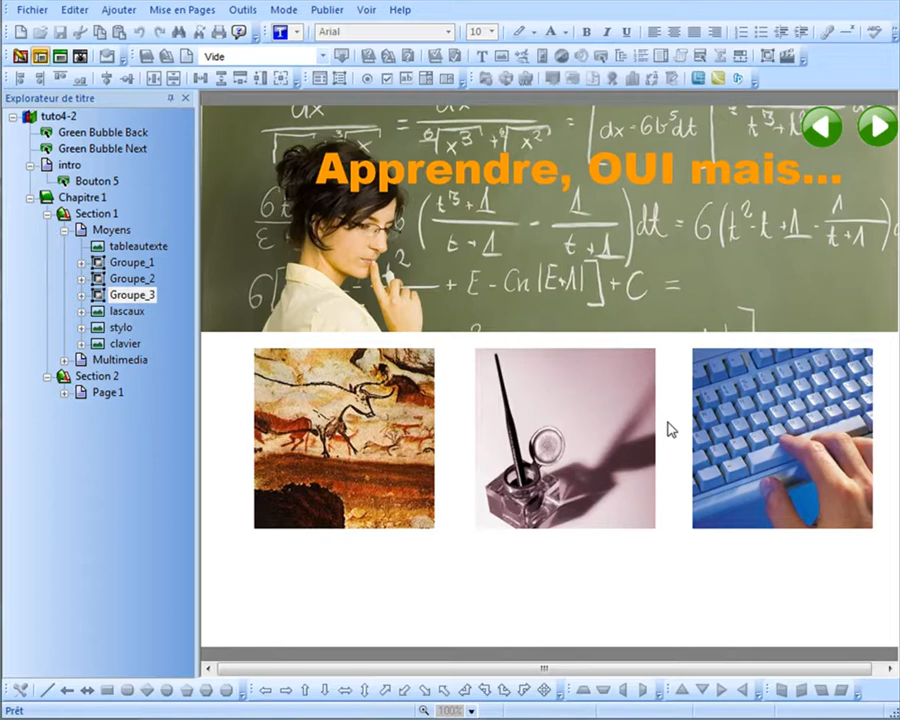 Fichier Editer Ajouter Mise en Pages Outils Mode Publier Voir Help
T Arial 10 B I U
Vide
Explorateur de titre
tuto4-2
Green Bubble Back
Green Bubble Next
intro
Bouton 5
Chapitre 1
Section 1
Moyens
tableautexte
Groupe_1
Groupe_2
Groupe_3
lascaux
stylo
clavier
Multimedia
Section 2
Page 1
Apprendre, OUI mais...
Prêt
100%